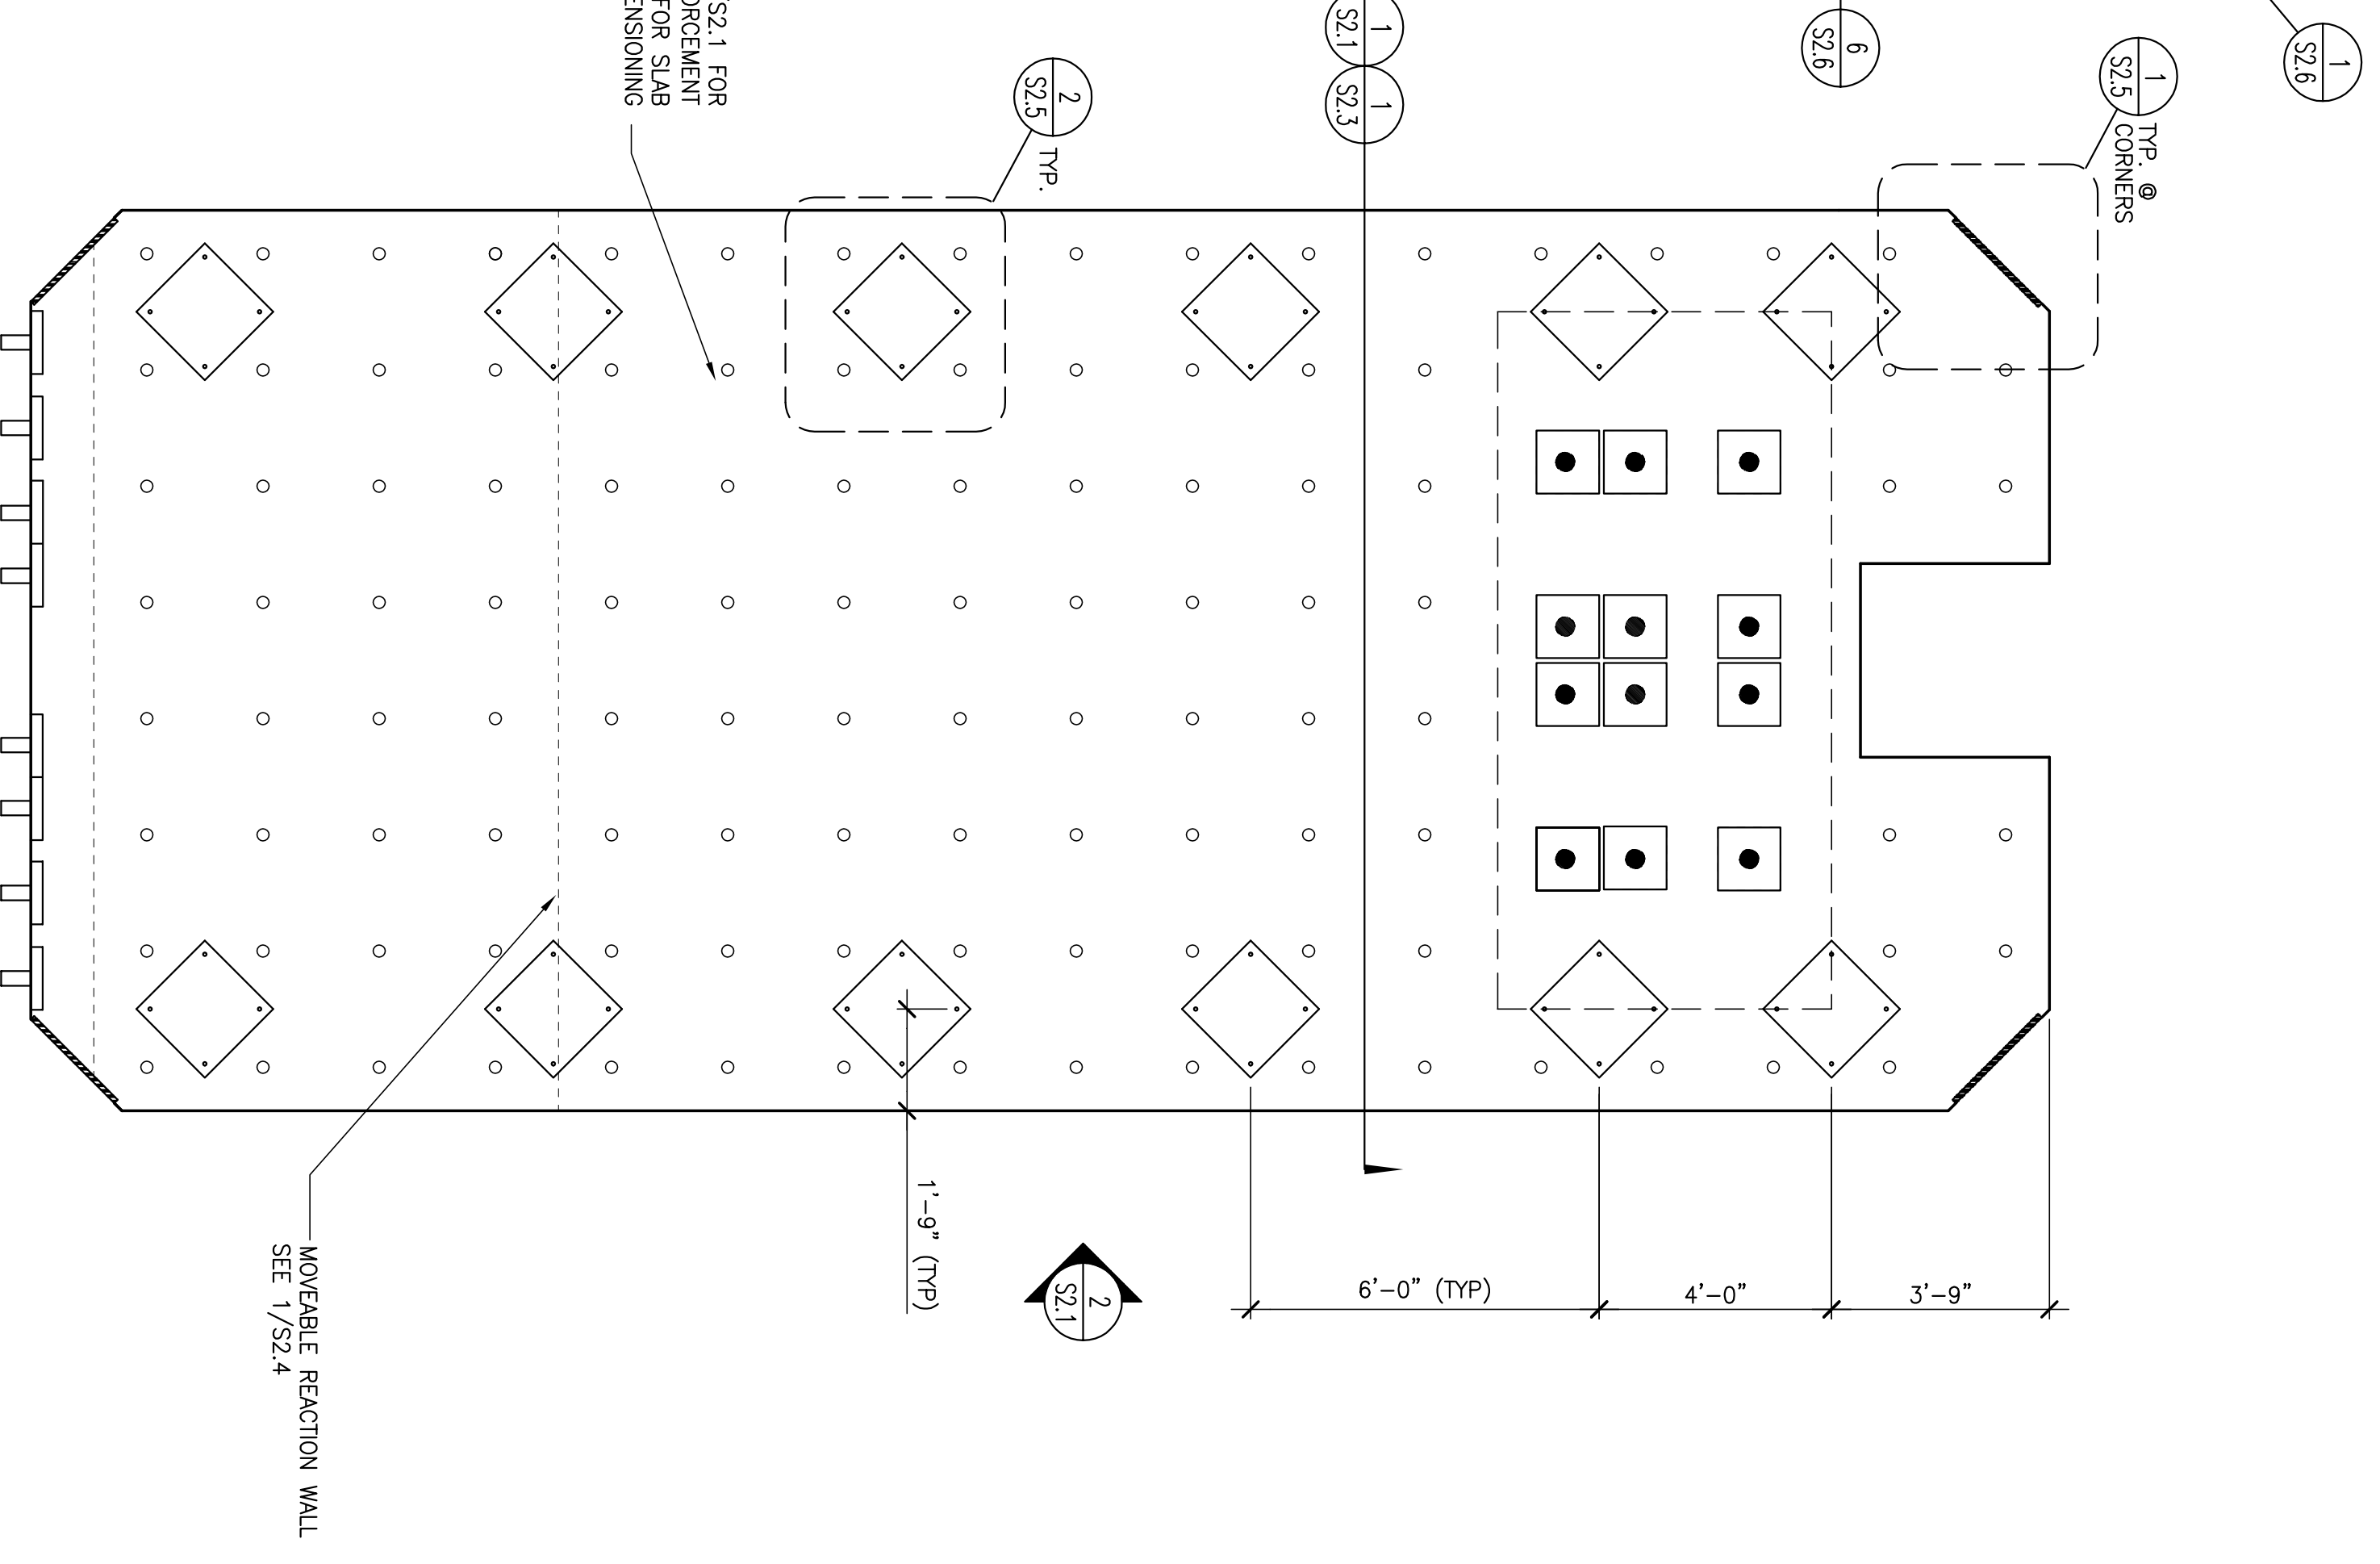 1
S2.6
1
S2.5
TYP. @
CORNERS
6
S2.6
1
S2.1
1
S2.3
2
S2.5
TYP.
S2.1 FOR
ORCEMENT
FOR SLAB
ENSIONING
1'-9" (TYP)
2
S2.1
6'-0" (TYP)
4'-0"
3'-9"
MOVEABLE REACTION WALL
SEE 1/S2.4